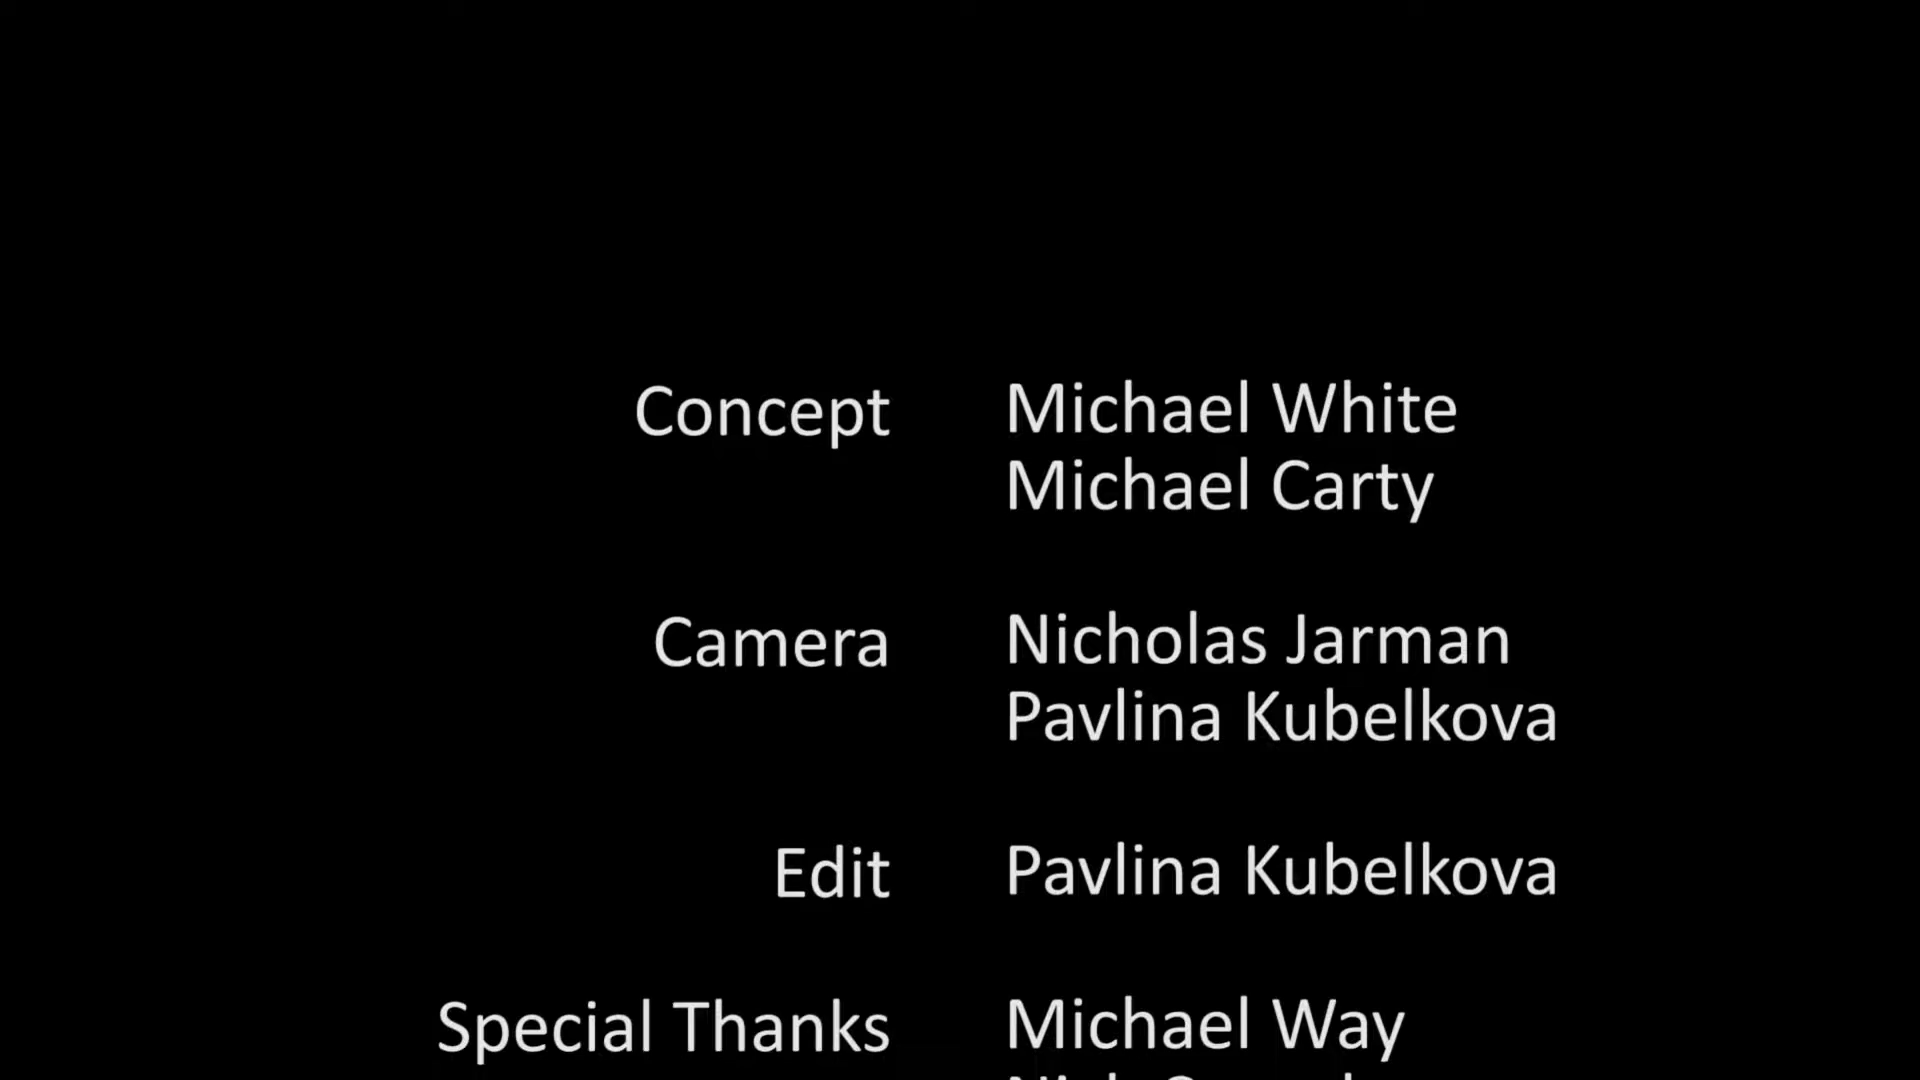 Concept Michael White
Michael Carty
Camera Nicholas Jarman
Pavlina Kubelkova
Edit Pavlina Kubelkova
Special Thanks Michael Way